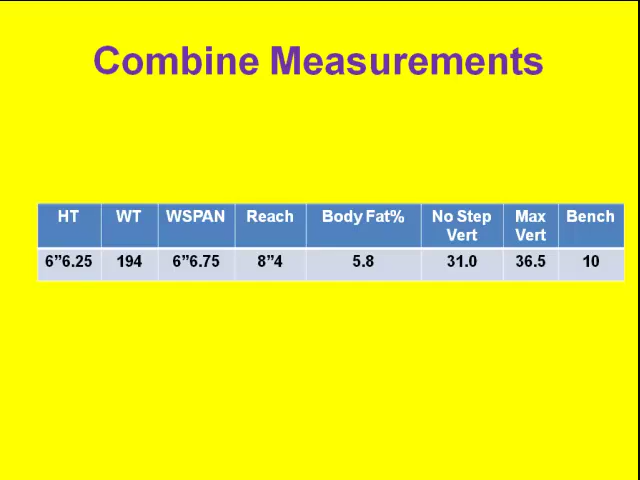 Combine Measurements
HT WT WSPAN Reach Body Fat% No Step Vert Max Vert Bench
6”6.25 194 6”6.75 8”4 5.8 31.0 36.5 10